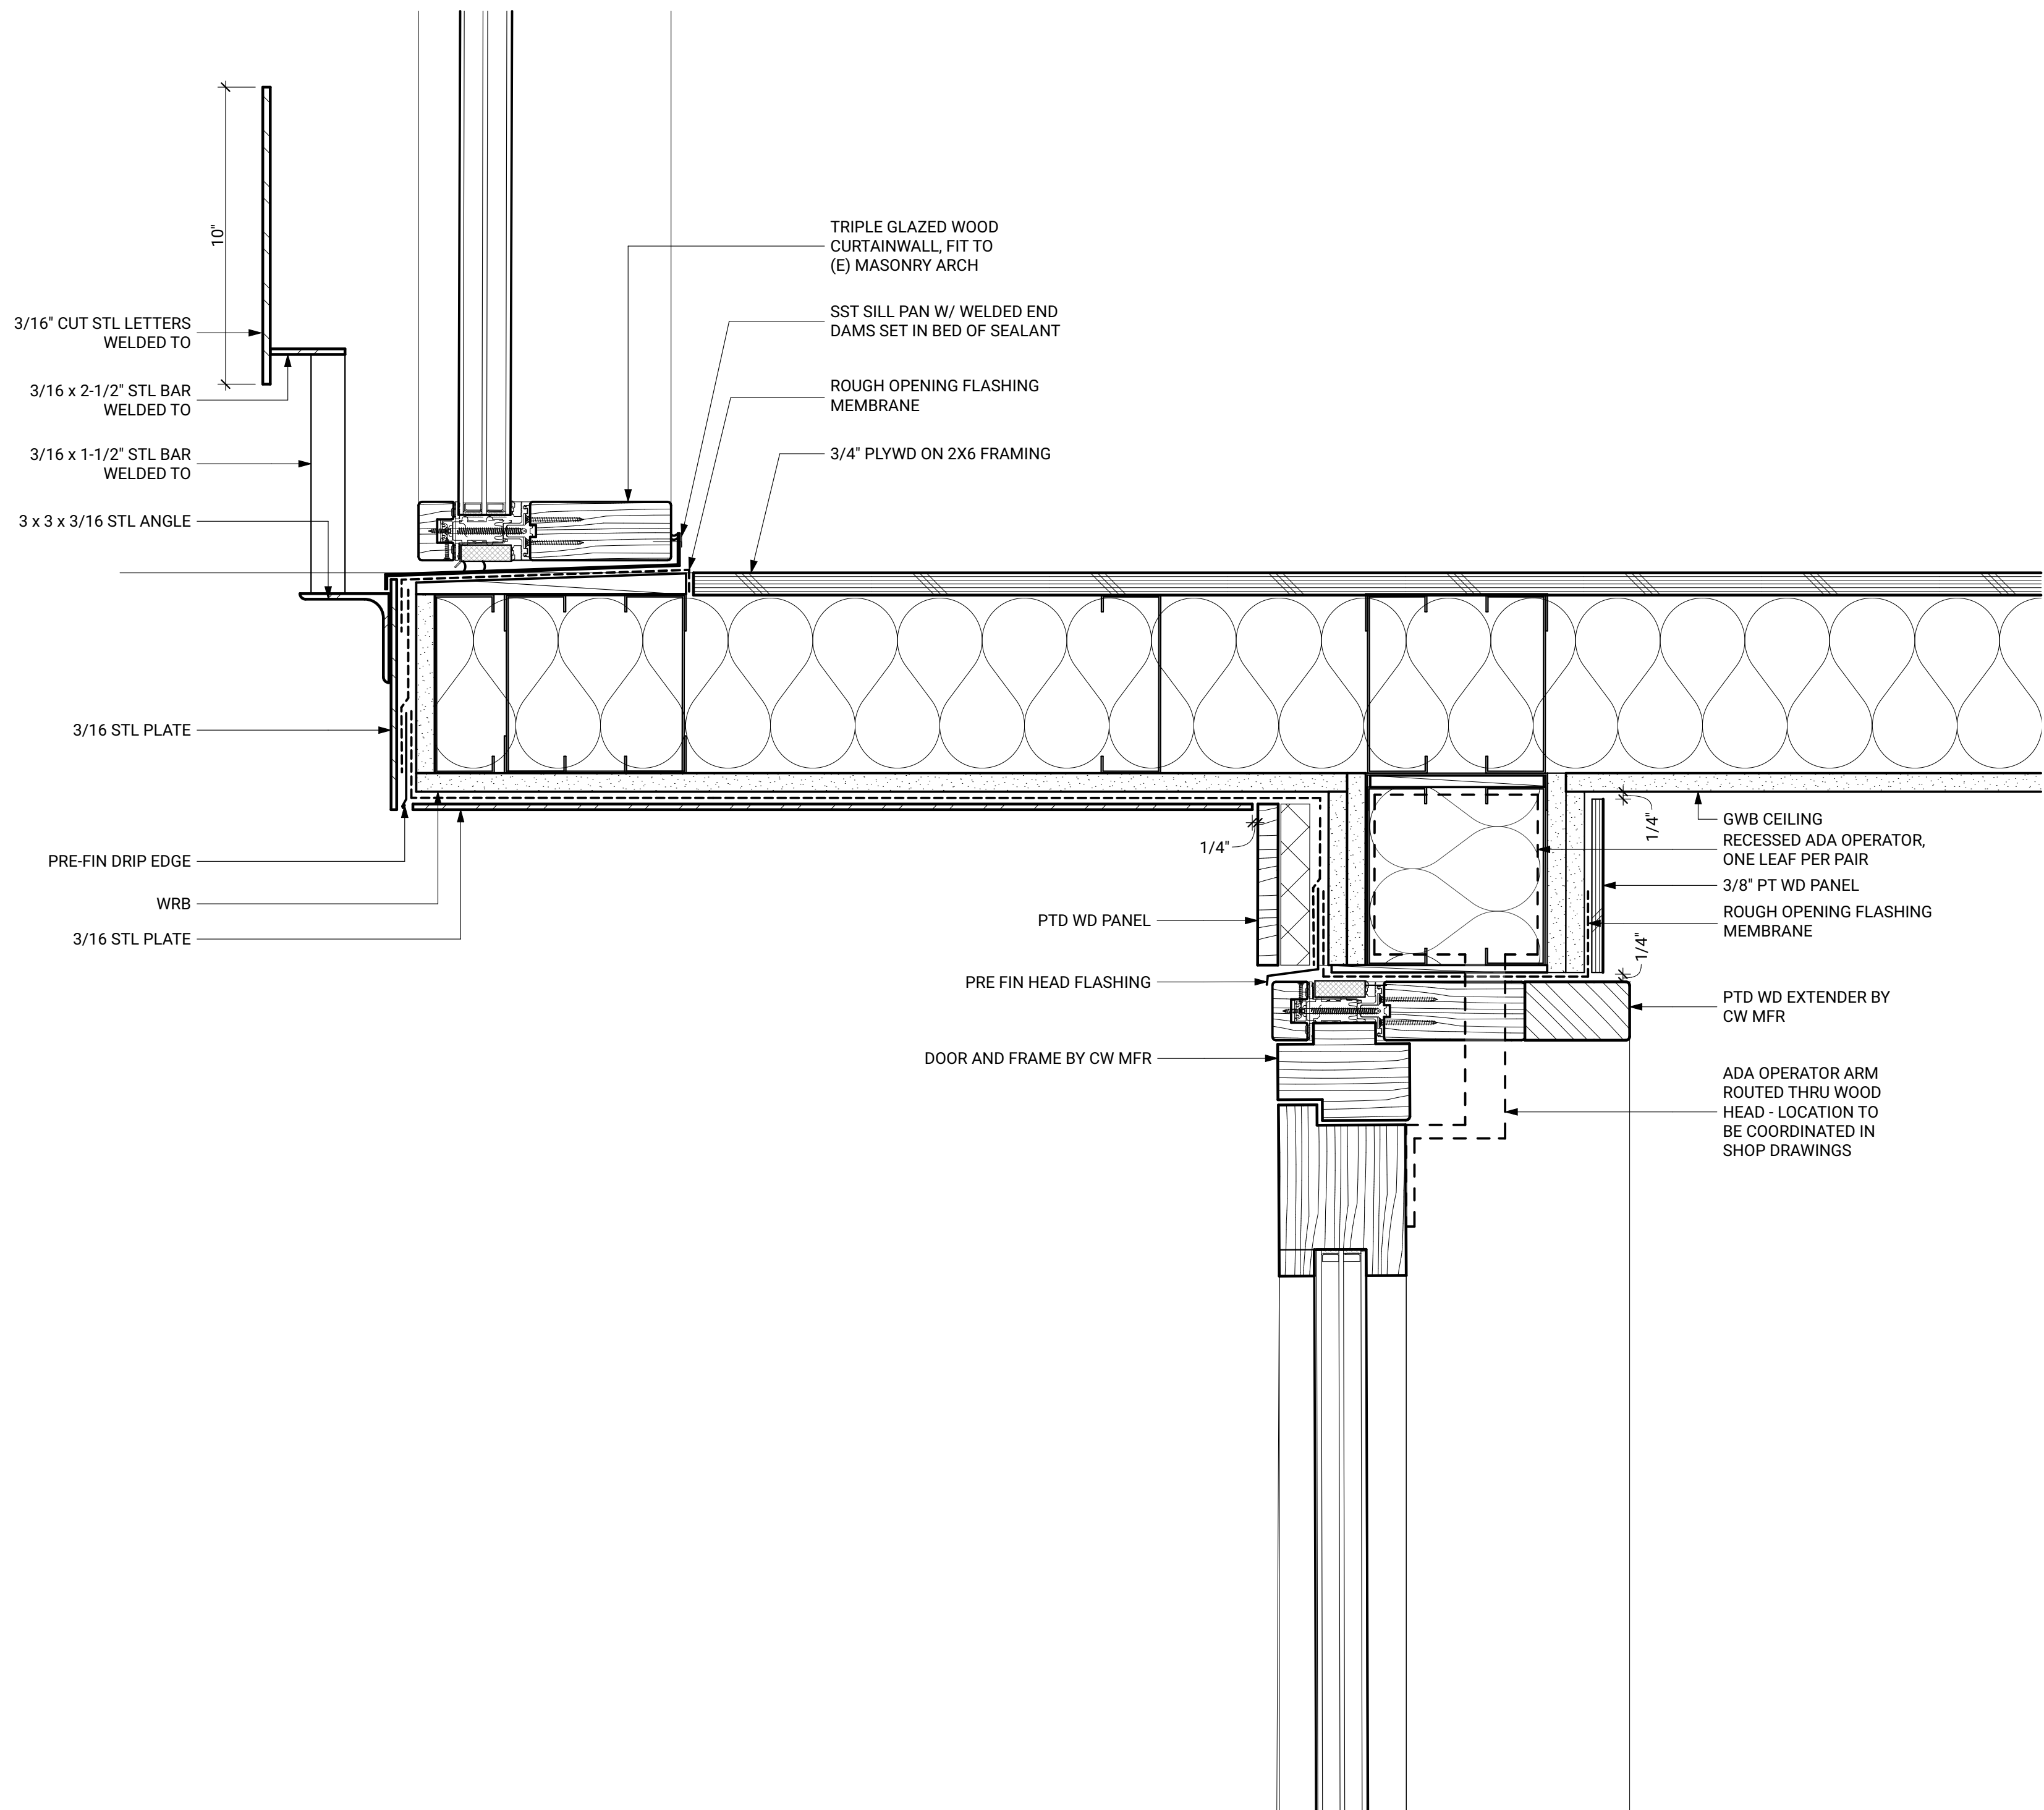 10"
3/16" CUT STL LETTERS
WELDED TO
3/16 x 2-1/2" STL BAR
WELDED TO
3/16 x 1-1/2" STL BAR
WELDED TO
3 x 3 x 3/16 STL ANGLE
3/16 STL PLATE
PRE-FIN DRIP EDGE
WRB
3/16 STL PLATE
TRIPLE GLAZED WOOD
CURTAINWALL, FIT TO
(E) MASONRY ARCH
SST SILL PAN W/ WELDED END
DAMS SET IN BED OF SEALANT
ROUGH OPENING FLASHING
MEMBRANE
3/4" PLYWD ON 2X6 FRAMING
1/4"
PTD WD PANEL
PRE FIN HEAD FLASHING
DOOR AND FRAME BY CW MFR
1/4"
1/4"
GWB CEILING
RECESSED ADA OPERATOR,
ONE LEAF PER PAIR
3/8" PT WD PANEL
ROUGH OPENING FLASHING
MEMBRANE
PTD WD EXTENDER BY
CW MFR
ADA OPERATOR ARM
ROUTED THRU WOOD
HEAD - LOCATION TO
BE COORDINATED IN
SHOP DRAWINGS